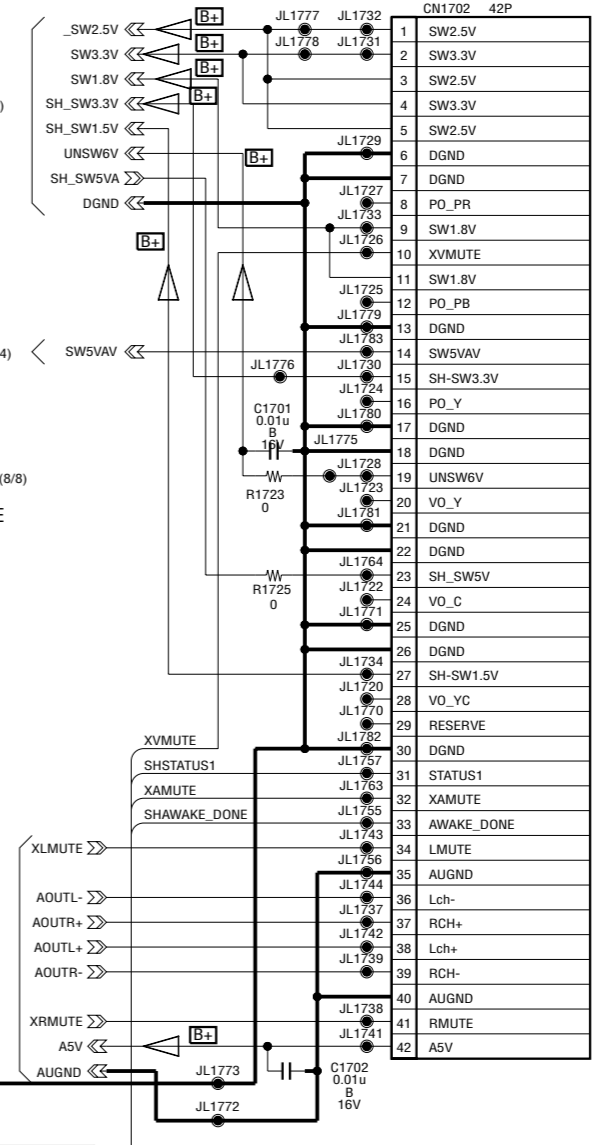 CN1702 42P
_SW2.5V B+ JL1777 JL1732 1 SW2.5V
SW3.3V B+ JL1778 JL1731 2 SW3.3V
SW1.8V B+ 3 SW2.5V
) SH_SW3.3V B+ 4 SW3.3V
SH_SW1.5V 5 SW2.5V
UNSW6V B+ JL1729 6 DGND
SH_SW5VA 7 DGND
DGND JL1727 8 PO_PR
JL1733 9 SW1.8V
B+ JL1726 10 XVMUTE
11 SW1.8V
JL1725 12 PO_PB
JL1779 13 DGND
4) SW5VAV JL1783 14 SW5VAV
JL1776 JL1730 15 SH-SW3.3V
JL1724 16 PO_Y
C1701 0.01u B 16V JL1780 17 DGND
JL1775 18 DGND
(8/8) JL1728 19 UNSW6V
R1723 0 JL1723 20 VO_Y
E JL1781 21 DGND
22 DGND
R1725 0 JL1764 23 SH_SW5V
JL1722 24 VO_C
JL1771 25 DGND
26 DGND
JL1734 27 SH-SW1.5V
JL1720 28 VO_YC
JL1770 29 RESERVE
XVMUTE JL1782 30 DGND
SHSTATUS1 JL1757 31 STATUS1
XAMUTE JL1763 32 XAMUTE
SHAWAKE_DONE JL1755 33 AWAKE_DONE
XLMUTE JL1743 34 LMUTE
JL1756 35 AUGND
AOUTL- JL1744 36 Lch-
AOUTR+ JL1737 37 RCH+
AOUTL+ JL1742 38 Lch+
AOUTR- JL1739 39 RCH-
40 AUGND
XRMUTE JL1738 41 RMUTE
A5V B+ JL1741 42 A5V
AUGND JL1773 C1702 0.01u B 16V
JL1772